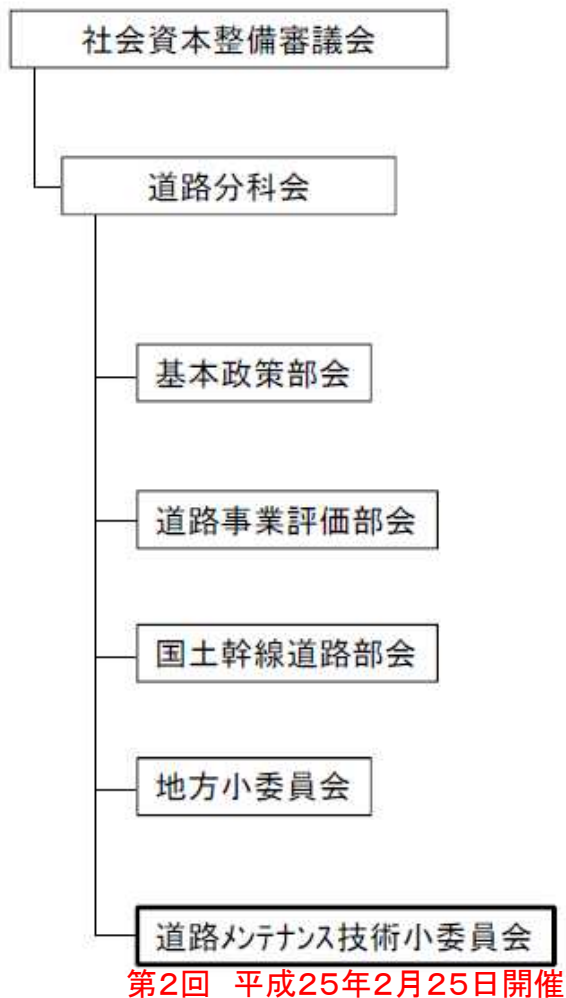 社会資本整備審議会
道路分科会
基本政策部会
道路事業評価部会
国土幹線道路部会
地方小委員会
道路ﾒﾝﾃﾅﾝｽ技術小委員会
第２回　平成２５年２月２５日開催